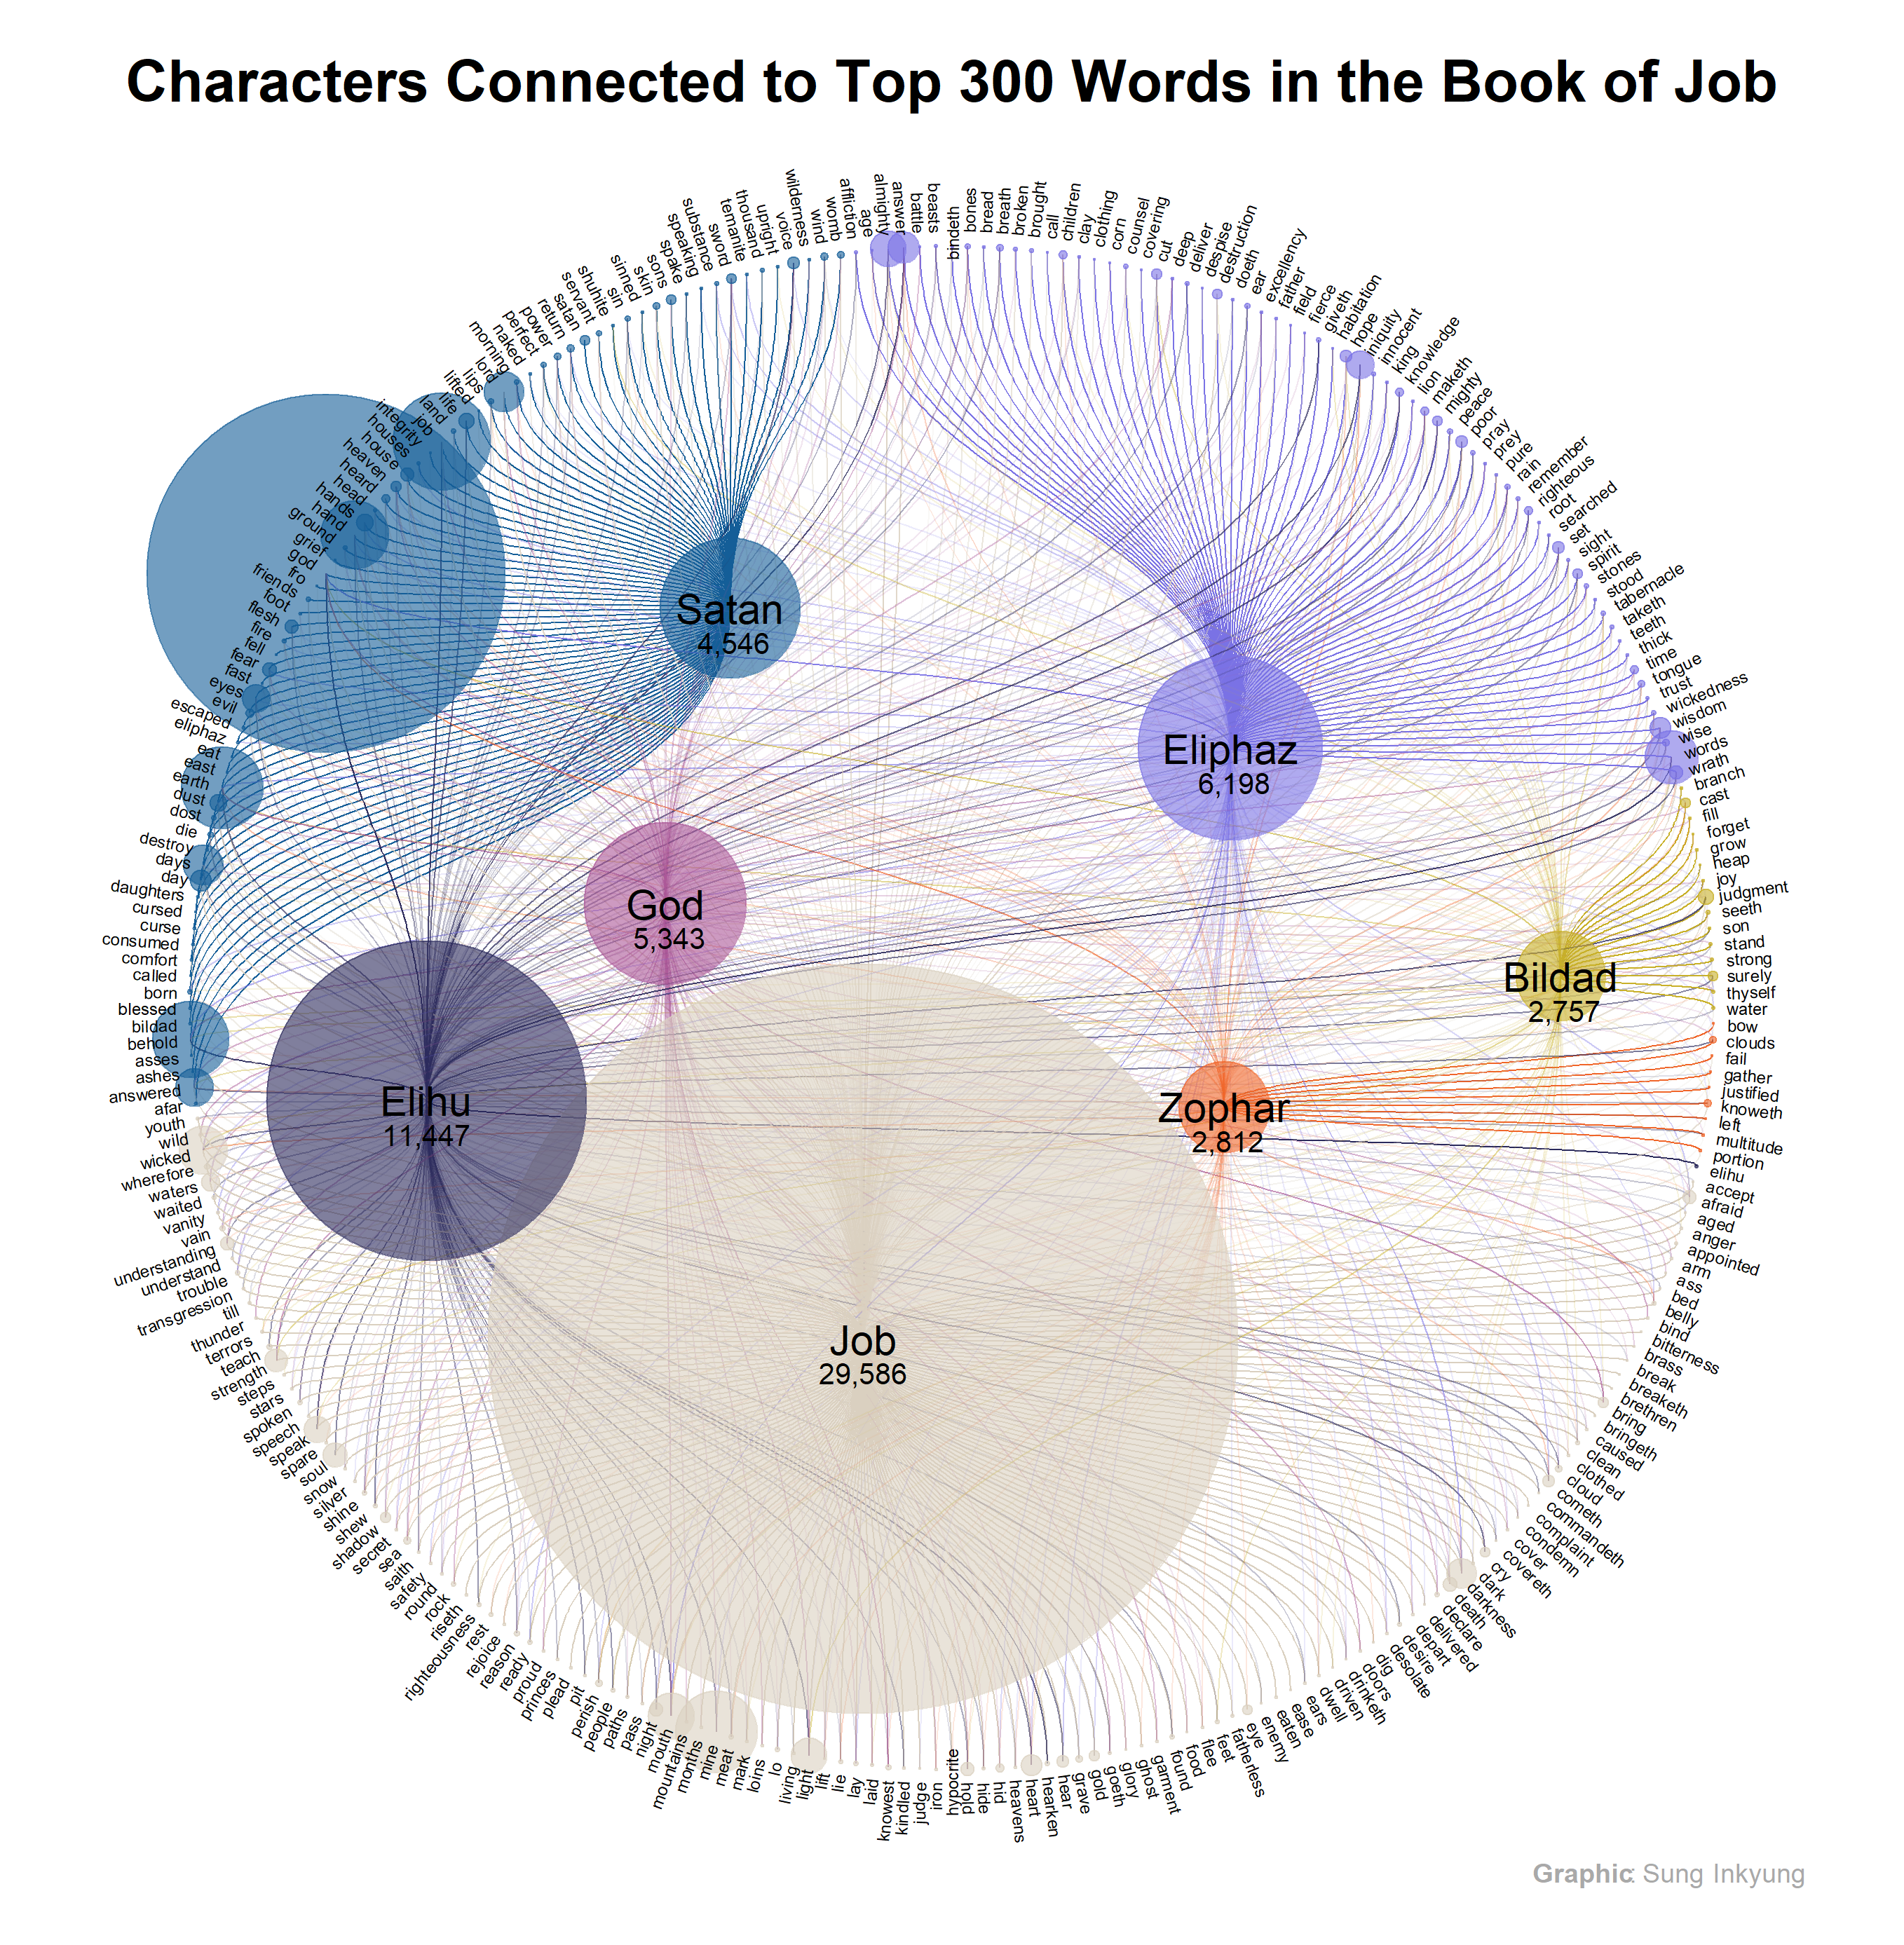 Characters Connected to Top 300 Words in the Book of Job
affliction
age
almighty
answer
battle
beasts
bindeth
bones
bread
breath
broken
brought
call
children
clay
clothing
corn
counsel
covering
cut
deep
deliver
despise
destruction
doeth
ear
excellency
father
field
fierce
giveth
habitation
hope
iniquity
innocent
king
knowledge
lion
maketh
mighty
peace
poor
pray
prey
pure
rain
remember
righteous
root
searched
set
sight
spirit
stones
stood
tabernacle
taketh
teeth
thick
time
tongue
trust
wickedness
wisdom
wise
words
wrath
branch
cast
fill
forget
grow
heap
joy
judgment
seeth
son
stand
strong
surely
thyself
water
bow
clouds
fail
gather
justified
knoweth
left
multitude
portion
elihu
accept
afraid
aged
anger
appointed
arm
ass
bed
belly
bind
bitterness
brass
break
breaketh
brethren
bring
bringeth
caused
clean
clothed
cloud
cometh
commandeth
complaint
condemn
cover
covereth
cry
dark
darkness
death
declare
delivered
depart
desire
desolate
dig
doors
drinketh
driven
dwell
ears
ease
eaten
enemy
eye
fatherless
feet
flee
food
found
garment
ghost
glory
goeth
gold
grave
hear
hearken
heart
heavens
hid
hide
hold
hypocrite
iron
judge
kindled
knowest
laid
lay
lie
lift
light
living
lo
loins
mark
meat
mine
months
mountains
mouth
night
pass
paths
people
perish
pit
plead
princes
proud
ready
reason
rejoice
rest
righteousness
riseth
rock
round
safety
saith
sea
secret
shadow
shew
shine
silver
snow
soul
spare
speak
speech
spoken
stars
steps
strength
teach
terrors
thunder
till
transgression
trouble
understand
understanding
vain
vanity
waited
waters
wherefore
wicked
wild
youth
afar
answered
ashes
asses
behold
bildad
blessed
born
called
comfort
consumed
curse
cursed
daughters
day
days
destroy
die
dost
dust
earth
east
eat
eliphaz
escaped
evil
eyes
fast
fear
fell
fire
flesh
foot
friends
fro
god
grief
ground
hand
hands
head
heard
heaven
house
houses
integrity
job
land
life
lifted
lips
lord
morning
naked
perfect
power
return
satan
servant
shuhite
sin
sinned
skin
sons
spake
speaking
substance
sword
temanite
thousand
upright
voice
wilderness
wind
womb
Satan
4,546
Eliphaz
6,198
God
5,343
Bildad
2,757
Elihu
11,447
Zophar
2,812
Job
29,586
Graphic: Sung Inkyung